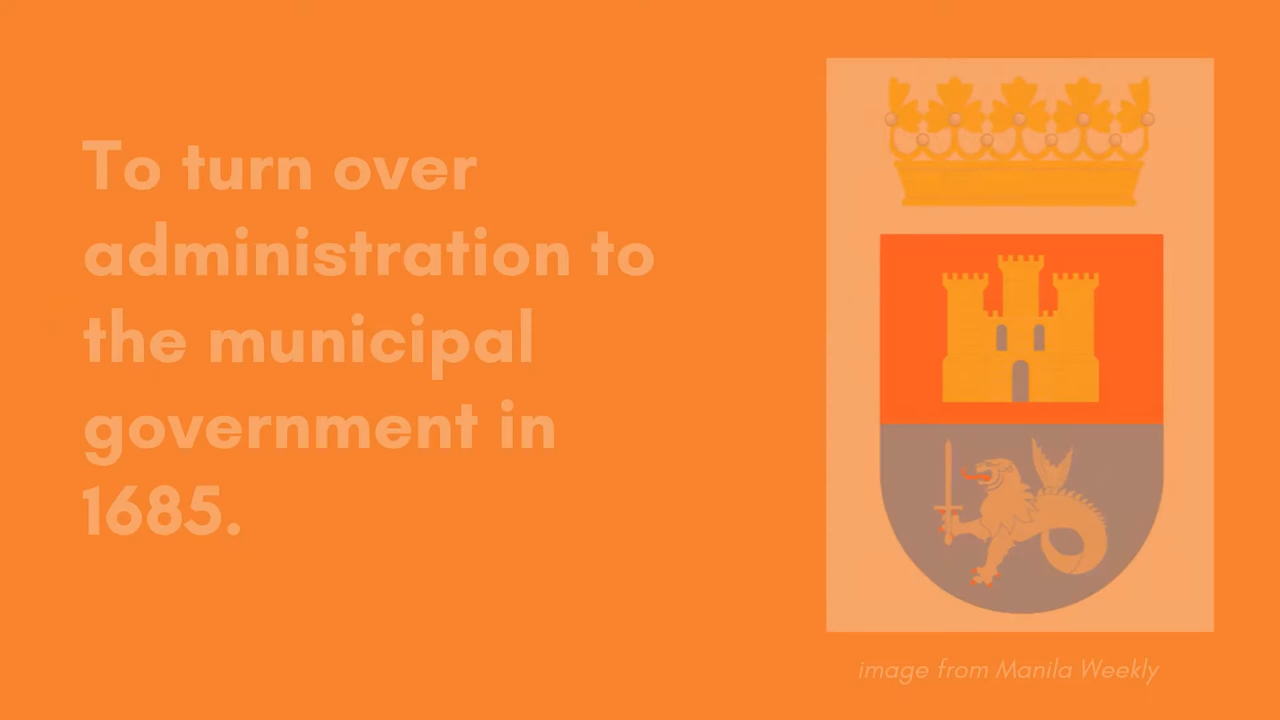 To turn over
administration to
the municipal
government in
1685.
image from Manila Weekly